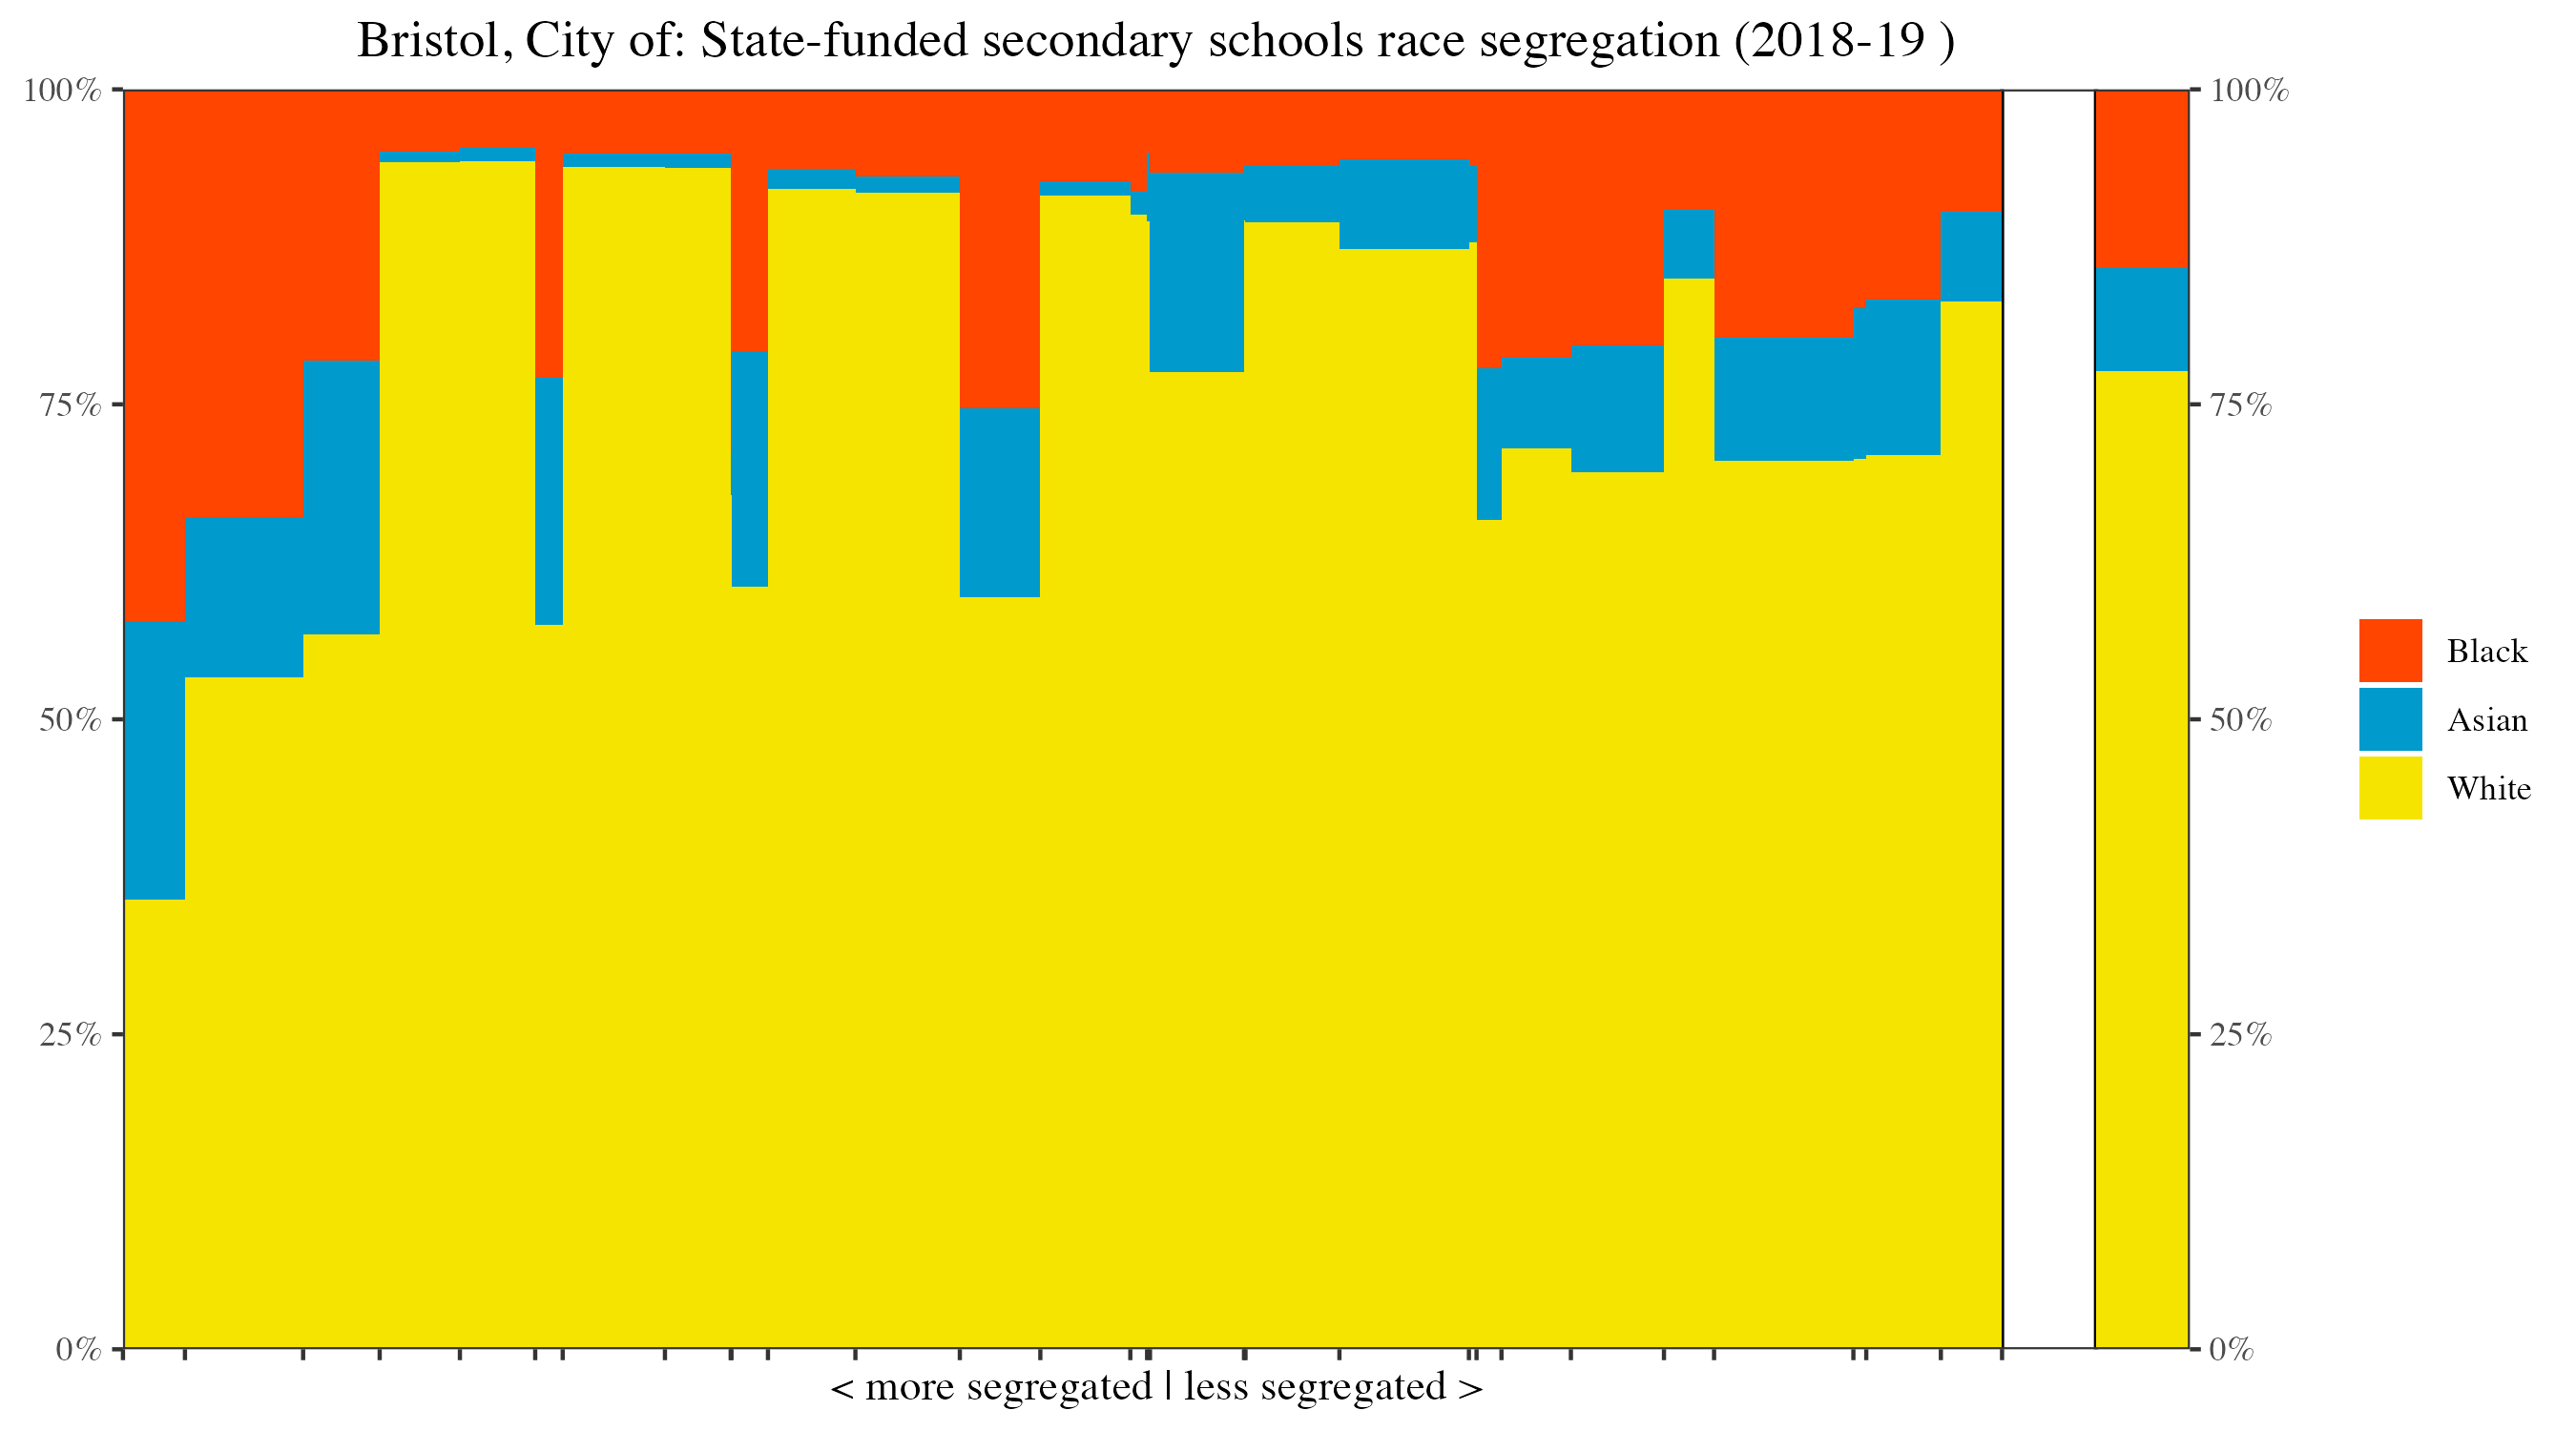 Bristol, City of: State-funded secondary schools race segregation (2018-19 )
100%
75%
50%
25%
0%
100%
75%
50%
25%
0%
Black
Asian
White
< more segregated | less segregated >